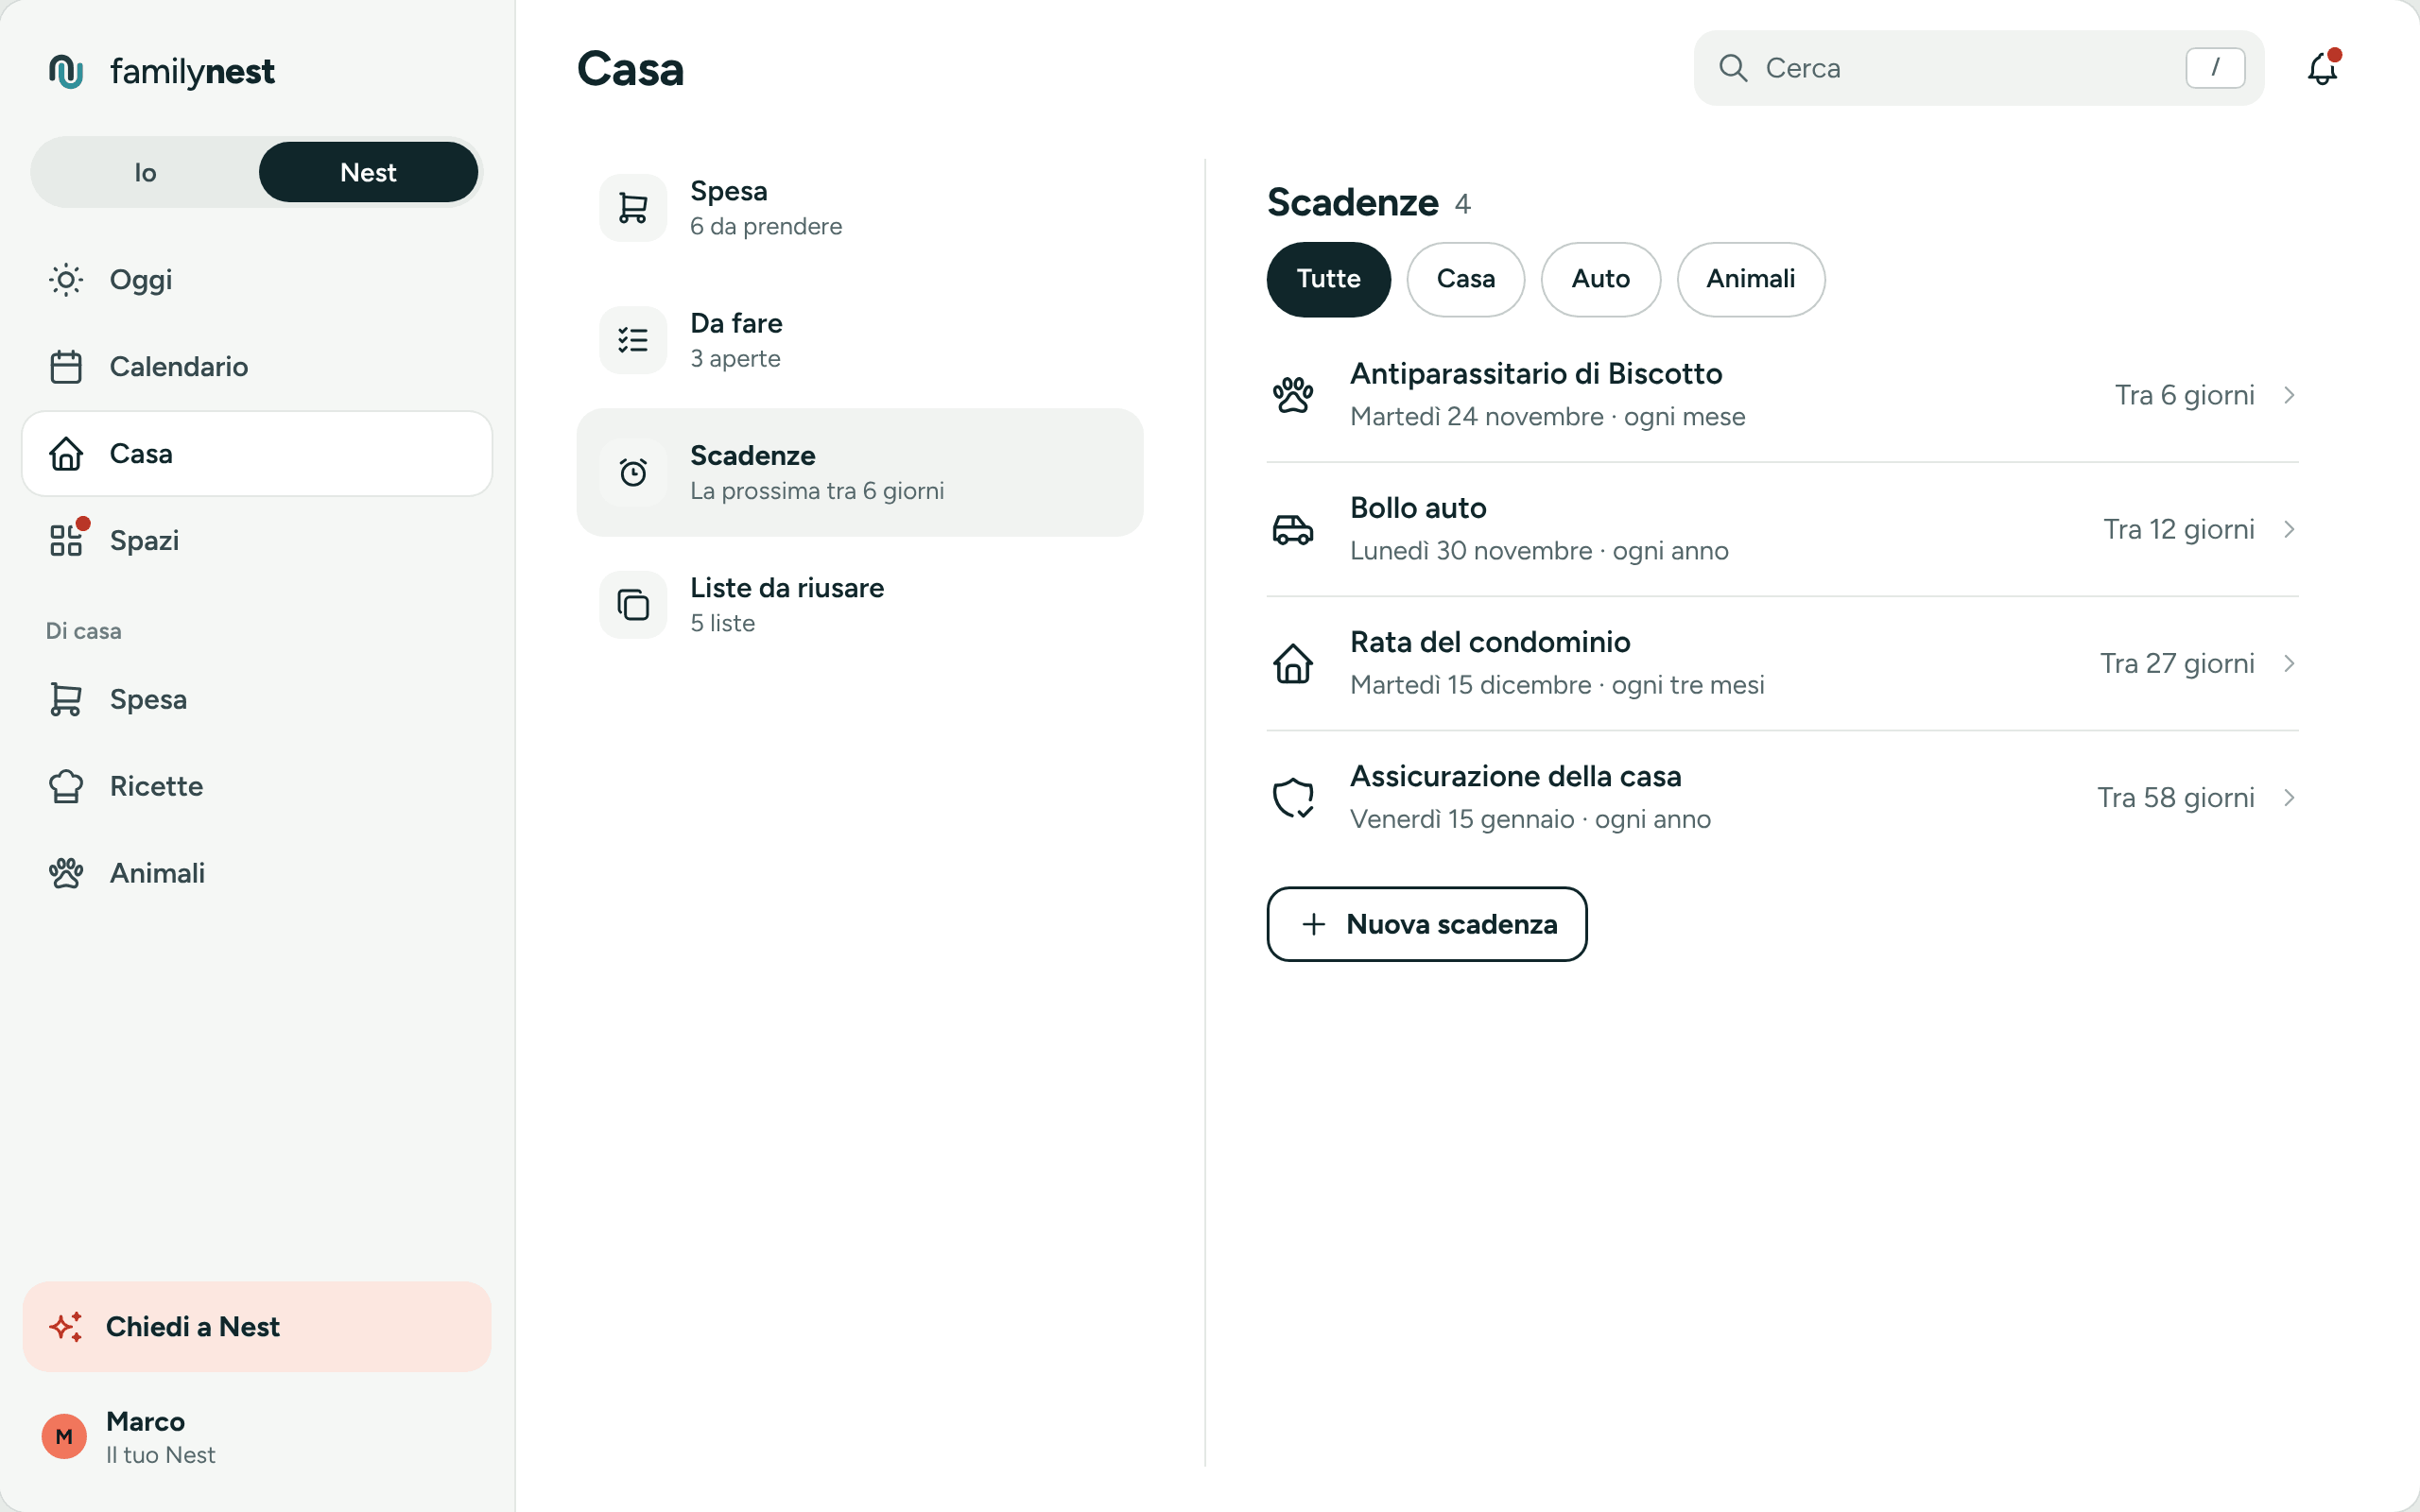 familynest
Io
Nest
Oggi
Calendario
Casa
Spazi
Di casa
Spesa
Ricette
Animali
Chiedi a Nest
M
Marco
Il tuo Nest
Casa
Cerca
/
Spesa
6 da prendere
Da fare
3 aperte
Scadenze
La prossima tra 6 giorni
Liste da riusare
5 liste
Scadenze 4
Tutte
Casa
Auto
Animali
Antiparassitario di Biscotto
Martedì 24 novembre · ogni mese
Tra 6 giorni
Bollo auto
Lunedì 30 novembre · ogni anno
Tra 12 giorni
Rata del condominio
Martedì 15 dicembre · ogni tre mesi
Tra 27 giorni
Assicurazione della casa
Venerdì 15 gennaio · ogni anno
Tra 58 giorni
Nuova scadenza